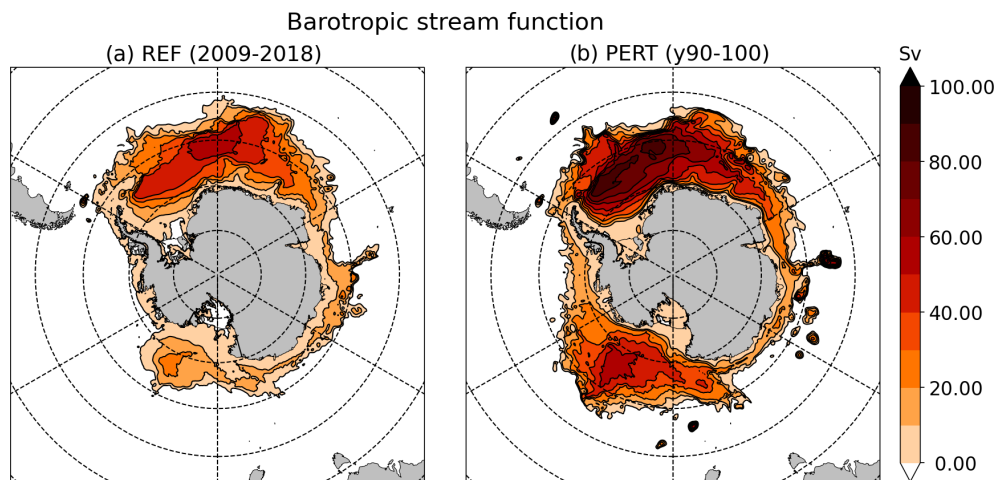 Barotropic stream function
(a) REF (2009-2018)
(b) PERT (y90-100)
Sv
100.00
80.00
60.00
40.00
20.00
0.00